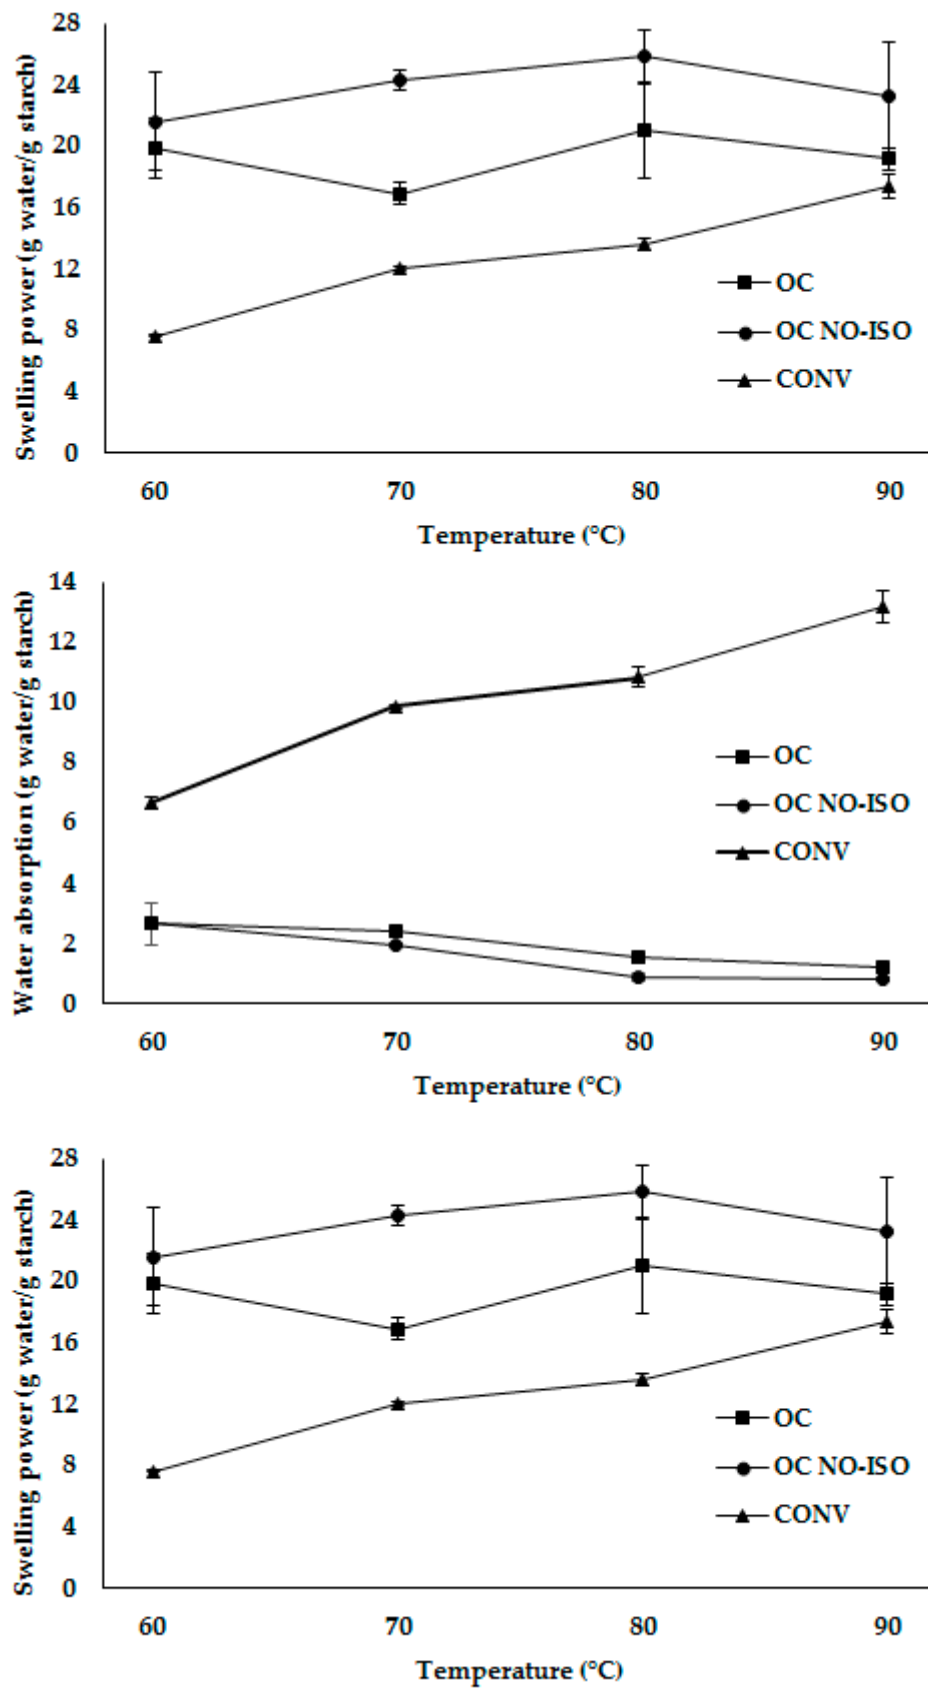 Swelling power (g water/g starch)
28
24
20
16
12
8
4
0
OC
OC NO-ISO
CONV
60 70 80 90
Temperature (°C)
Water absorption (g water/g starch)
14
12
10
8
6
4
2
0
OC
OC NO-ISO
CONV
60 70 80 90
Temperature (°C)
Swelling power (g water/g starch)
28
24
20
16
12
8
4
0
OC
OC NO-ISO
CONV
60 70 80 90
Temperature (°C)